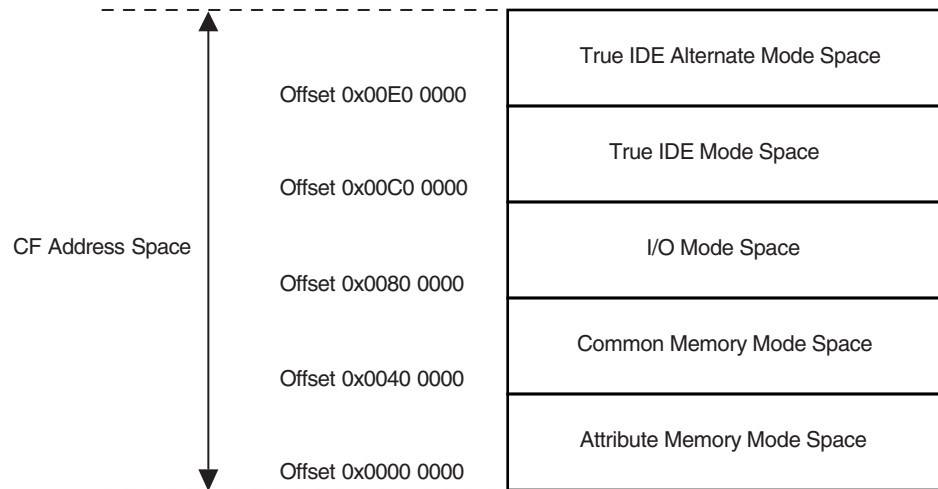 True IDE Alternate Mode Space
Offset 0x00E0 0000
True IDE Mode Space
Offset 0x00C0 0000
CF Address Space
I/O Mode Space
Offset 0x0080 0000
Common Memory Mode Space
Offset 0x0040 0000
Attribute Memory Mode Space
Offset 0x0000 0000